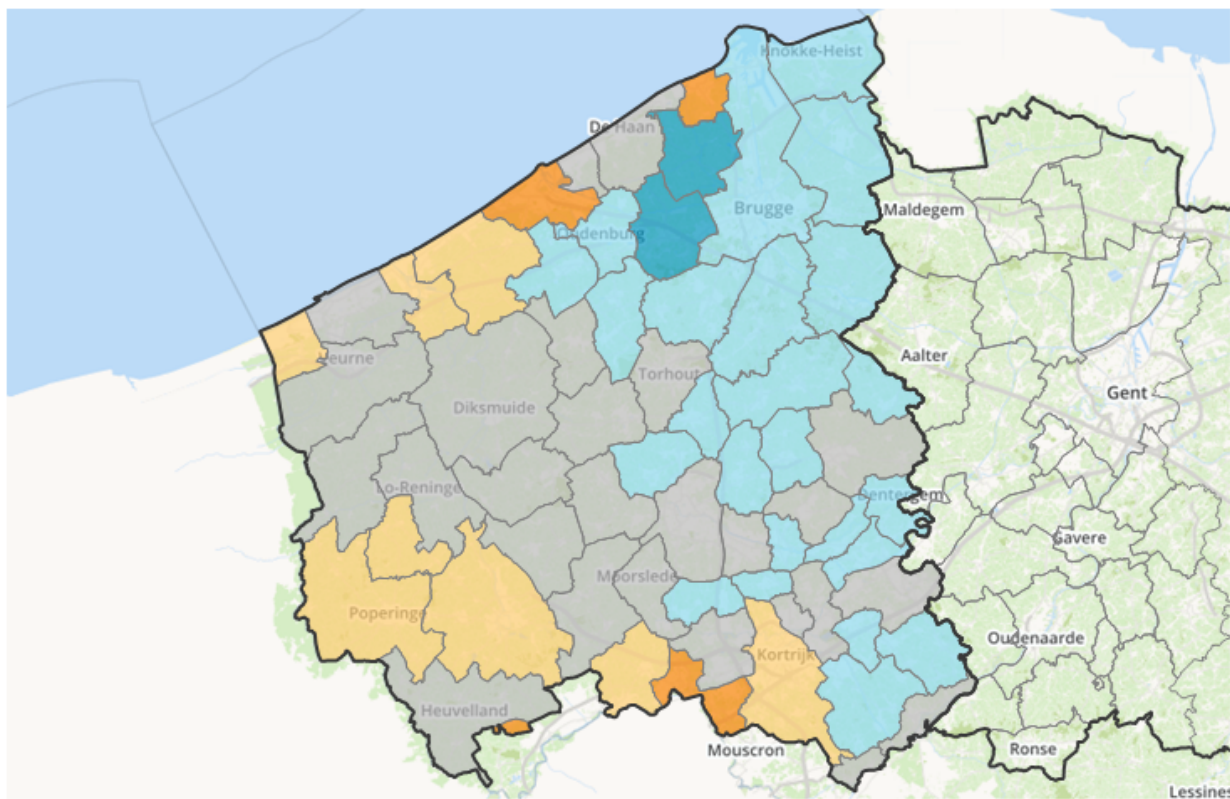 Knokke-Heist
De Haan
Maldegem
Brugge
Oudenburg
Veurne
Aalter
Torhout
Gent
Diksmuide
Lo-Reninge
Dentergem
Gavere
Moorslede
Poperinge
Oudenaarde
Kortrijk
Heuvelland
Mouscron
Ronse
Lessines